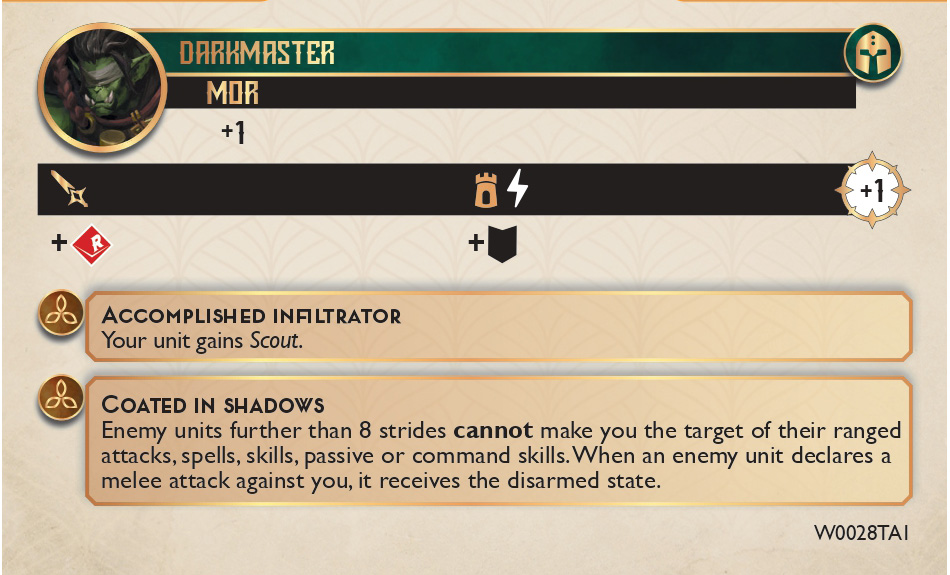 DARKMASTER
MOR
+1
+1
+ R
+
ACCOMPLISHED INFILTRATOR
Your unit gains Scout.
COATED IN SHADOWS
Enemy units further than 8 strides cannot make you the target of their ranged
attacks, spells, skills, passive or command skills. When an enemy unit declares a
melee attack against you, it receives the disarmed state.
W0028TA1